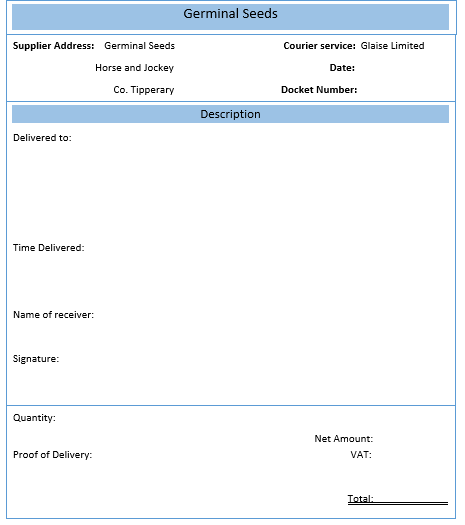 Germinal Seeds
Supplier Address: Germinal Seeds Courier service: Glaise Limited
Horse and Jockey Date:
Co. Tipperary Docket Number:
Description
Delivered to:
Time Delivered:
Name of receiver:
Signature:
Quantity:
Net Amount:
Proof of Delivery: VAT:
Total: